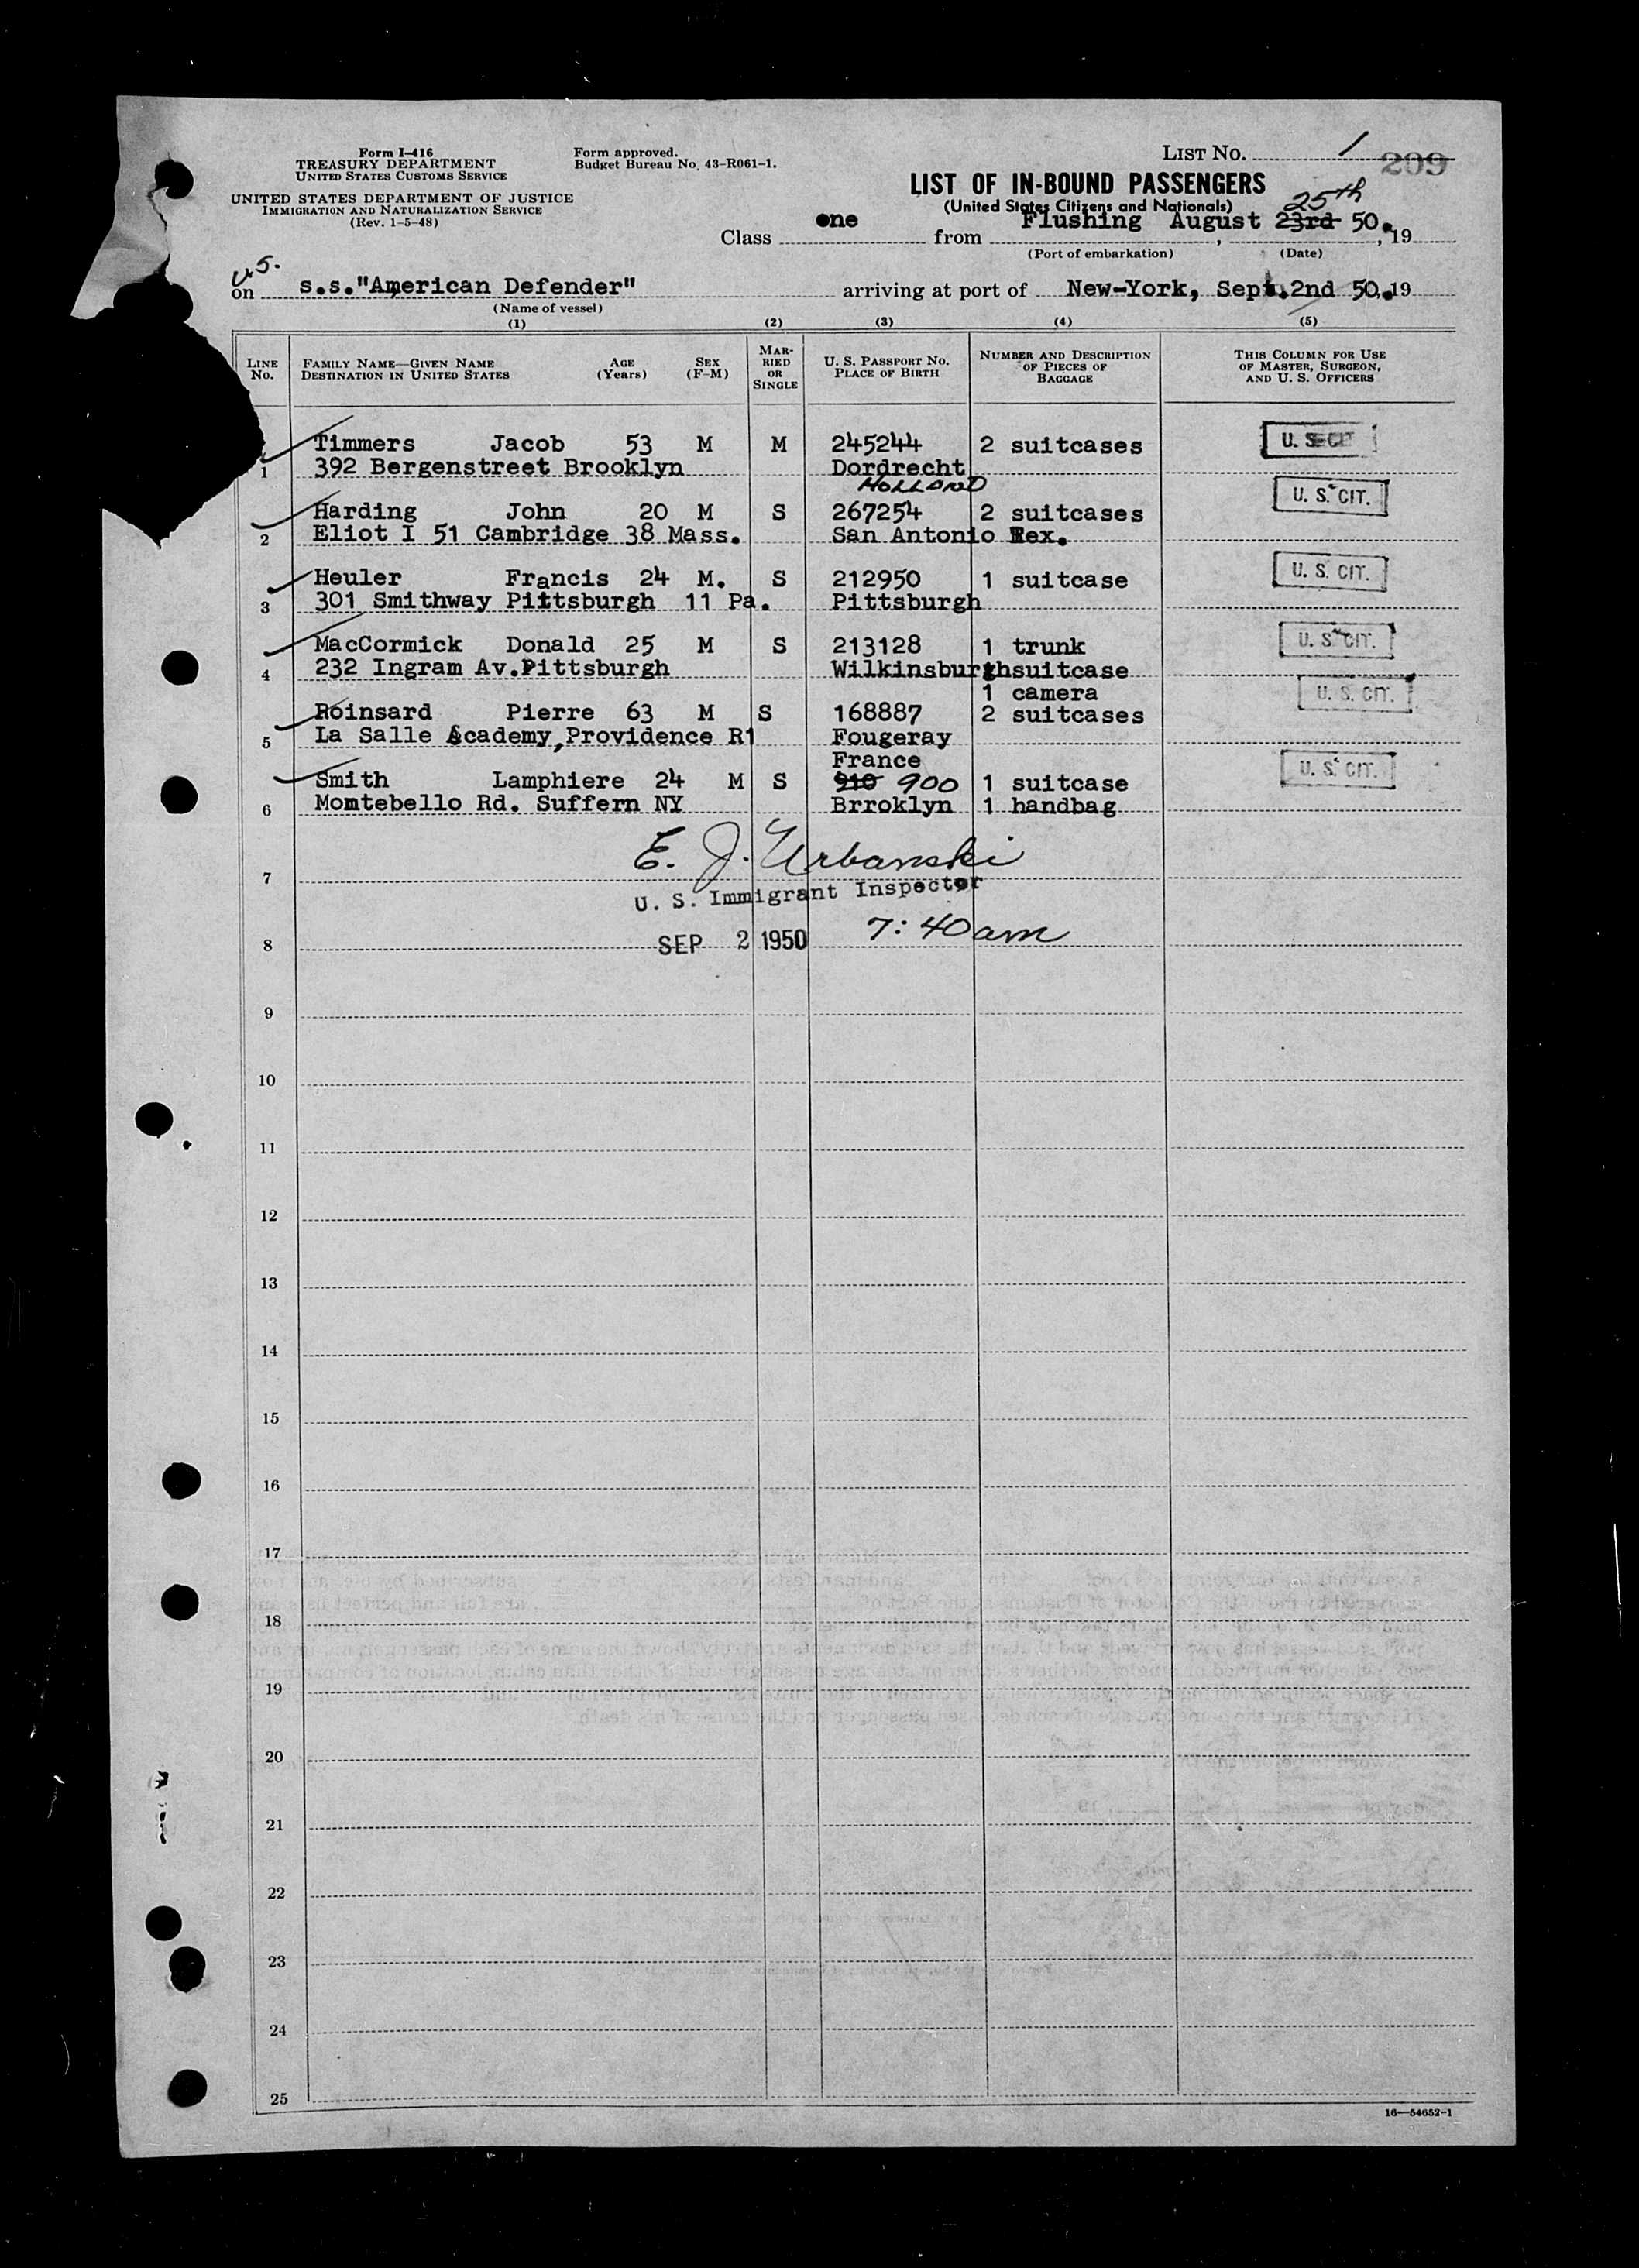 Form I-416
TREASURY DEPARTMENT
UNITED STATES CUSTOMS SERVICE
UNITED STATES DEPARTMENT OF JUSTICE
IMMIGRATION AND NATURALIZATION SERVICE
(Rev. 1-5-48)
Form approved.
Budget Bureau No. 43-R061-1.
LIST NO. 1 209
LIST OF IN-BOUND PASSENGERS
(United States Citizens and Nationals)
25th
Class one from Flushing August 23rd 50., 19
(Port of embarkation) (Date)
U.S.
on s.s."American Defender" arriving at port of New-York, Sept.2nd 50.19
(Name of vessel)
(1) (2) (3) (4) (5)
LINE No.
FAMILY NAME—GIVEN NAME
DESTINATION IN UNITED STATES
AGE (Years)
SEX (F-M)
MARRIED OR SINGLE
U. S. PASSPORT NO.
PLACE OF BIRTH
NUMBER AND DESCRIPTION OF PIECES OF BAGGAGE
THIS COLUMN FOR USE OF MASTER, SURGEON, AND U. S. OFFICERS
Timmers Jacob 53 M M 245244 2 suitcases U. S. CIT.
1 392 Bergenstreet Brooklyn Dordrecht
HOLLAND
Harding John 20 M S 267254 2 suitcases U. S. CIT.
2 Eliot I 51 Cambridge 38 Mass. San Antonio Tex.
Heuler Francis 24 M. S 212950 1 suitcase U. S. CIT.
3 301 Smithway Pittsburgh 11 Pa. Pittsburgh
MacCormick Donald 25 M S 213128 1 trunk U. S. CIT.
4 232 Ingram Av.Pittsburgh Wilkinsburgh suitcase
1 camera
Roinsard Pierre 63 M S 168887 2 suitcases U. S. CIT.
5 La Salle Academy,Providence R1 Fougeray
France
Smith Lamphiere 24 M S 910 900 1 suitcase U. S. CIT.
6 Montebello Rd. Suffern NY Brroklyn 1 handbag
E. J. Urbanski
7
U. S. Immigrant Inspector
8 SEP 2 1950 7:40am
9
10
11
12
13
14
15
16
17
18
19
20
21
22
23
24
25
16—54652-1